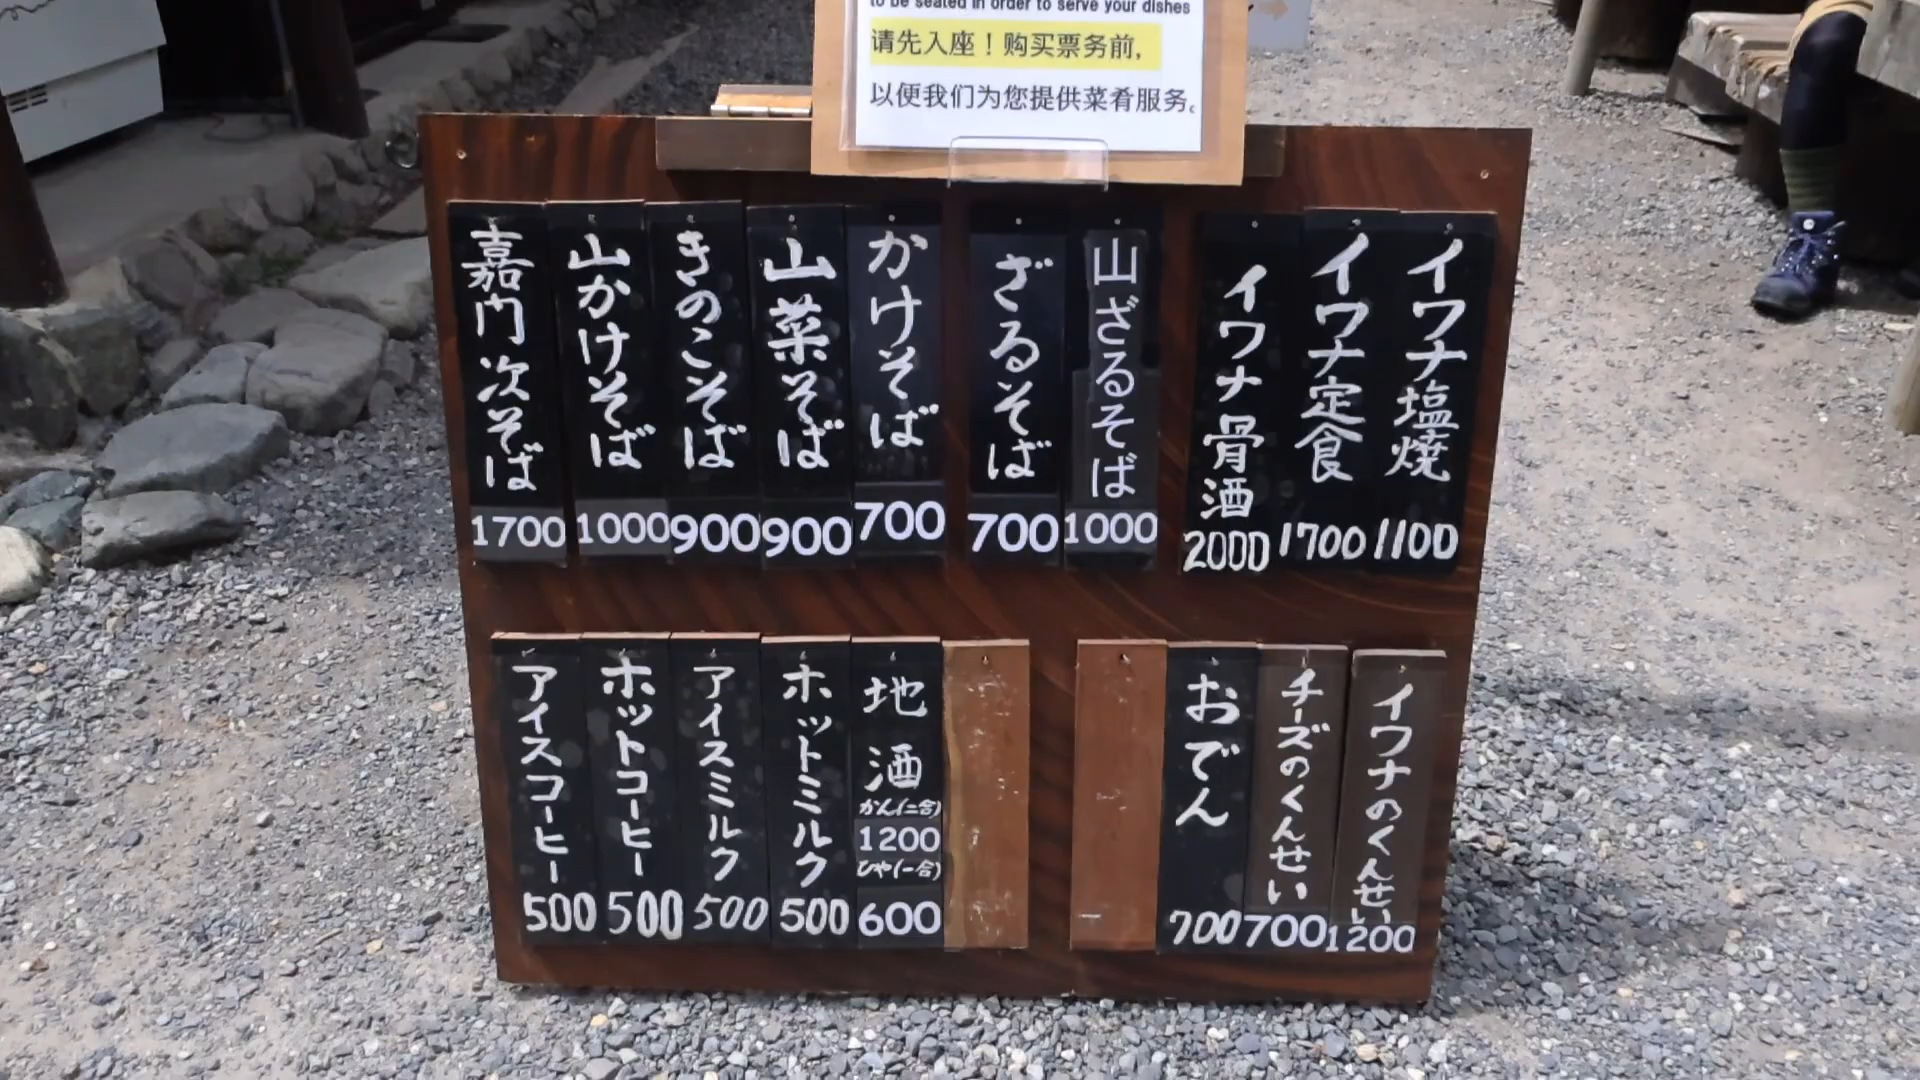 to be seated in order to serve your dishes
请先入座！购买票务前，
以便我们为您提供菜肴服务。
イワナ塩焼 1100
イワナ定食 1700
イワナ骨酒 2000
山ざるそば 1000
ざるそば 700
かけそば 700
山菜そば 900
きのこそば 900
山かけそば 1000
嘉門次そば 1700
イワナのくんせい 1200
チーズのくんせい 700
おでん 700
地酒
かん(二合)
1200
ひや(一合)
600
ホットミルク 500
アイスミルク 500
ホットコーヒー 500
アイスコーヒー 500